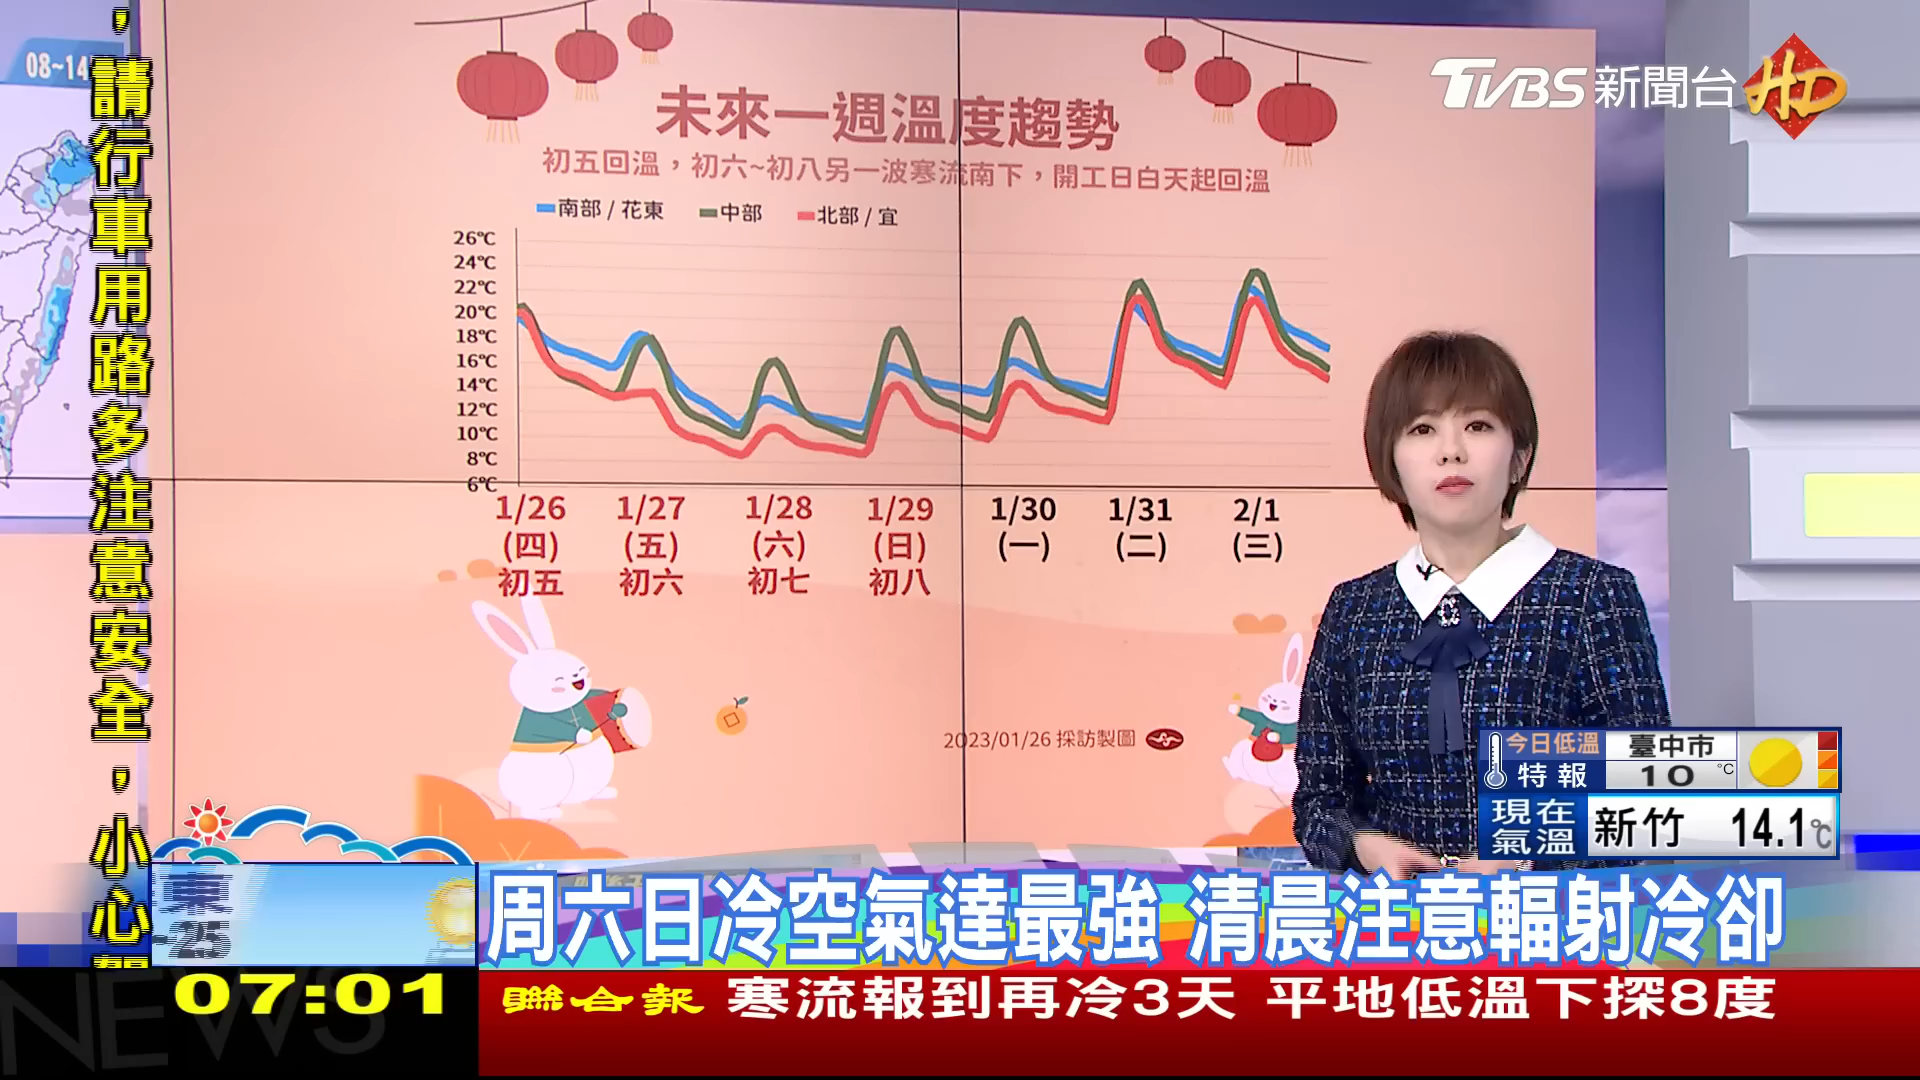 08~14
，請行車用路多注意安全，小心
TVBS新聞台 HD
未來一週溫度趨勢
初五回溫，初六~初八另一波寒流南下，開工日白天起回溫
南部 / 花東 中部 北部 / 宜
26℃
24℃
22℃
20℃
18℃
16℃
14℃
12℃
10℃
8℃
6℃
1/26 1/27 1/28 1/29 1/30 1/31 2/1
(四) (五) (六) (日) (一) (二) (三)
初五 初六 初七 初八
2023/01/26 採訪製圖
今日低溫 臺中市
特報 10 °C
現在氣溫 新竹 14.1℃
東
-25
周六日冷空氣達最強 清晨注意輻射冷卻
NEWS
07:01
聯合報 寒流報到再冷3天 平地低溫下探8度